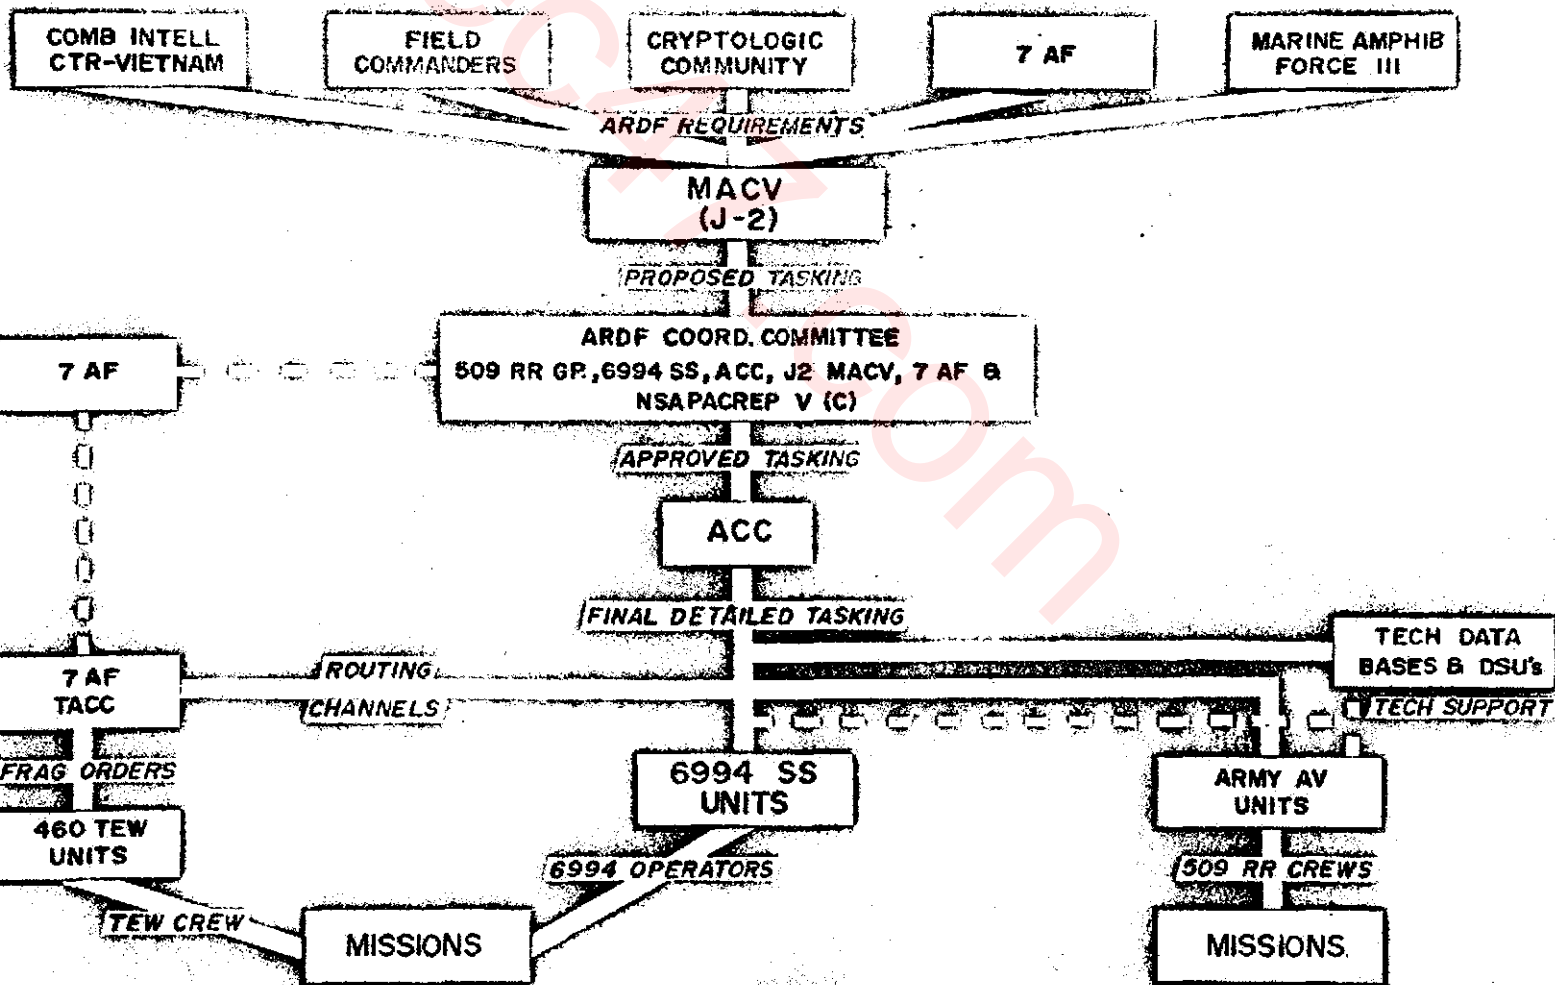 COMB INTELL
CTR-VIETNAM
FIELD
COMMANDERS
CRYPTOLOGIC
COMMUNITY
7 AF
MARINE AMPHIB
FORCE III
ARDF REQUIREMENTS
MACV
(J-2)
PROPOSED TASKING
ARDF COORD. COMMITTEE
509 RR GP., 6994 SS, ACC, J2 MACV, 7 AF &
NSAPACREP V (C)
7 AF
APPROVED TASKING
ACC
FINAL DETAILED TASKING
TECH DATA
BASES & DSU's
TECH SUPPORT
7 AF
TACC
ROUTING
CHANNELS
FRAG ORDERS
6994 SS
UNITS
ARMY AV
UNITS
460 TEW
UNITS
6994 OPERATORS
509 RR CREWS
TEW CREW
MISSIONS
MISSIONS